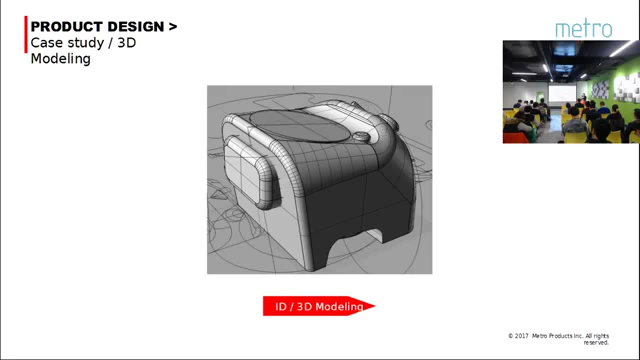 PRODUCT DESIGN >
Case study / 3D
Modeling
metro
ID / 3D Modeling
© 2017 Metro Products Inc. All rights
reserved.